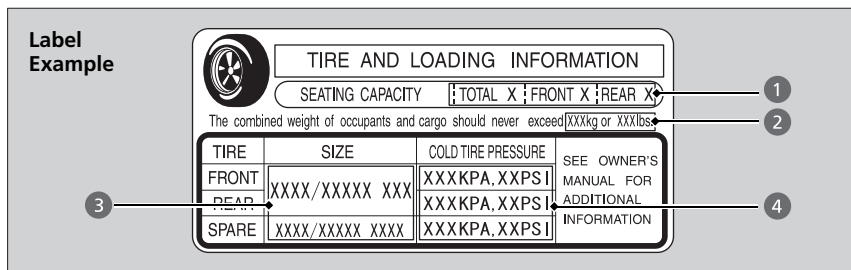 Label
Example
TIRE AND LOADING INFORMATION
SEATING CAPACITY TOTAL X FRONT X REAR X
1
The combined weight of occupants and cargo should never exceed XXXkg or XXXlbs.
2
TIRE SIZE COLD TIRE PRESSURE
SEE OWNER'S
MANUAL FOR
ADDITIONAL
INFORMATION
FRONT XXXX/XXXXX XXX XXXKPA,XXPSI
REAR XXXKPA,XXPSI
3
4
SPARE XXXX/XXXXX XXXX XXXKPA,XXPSI